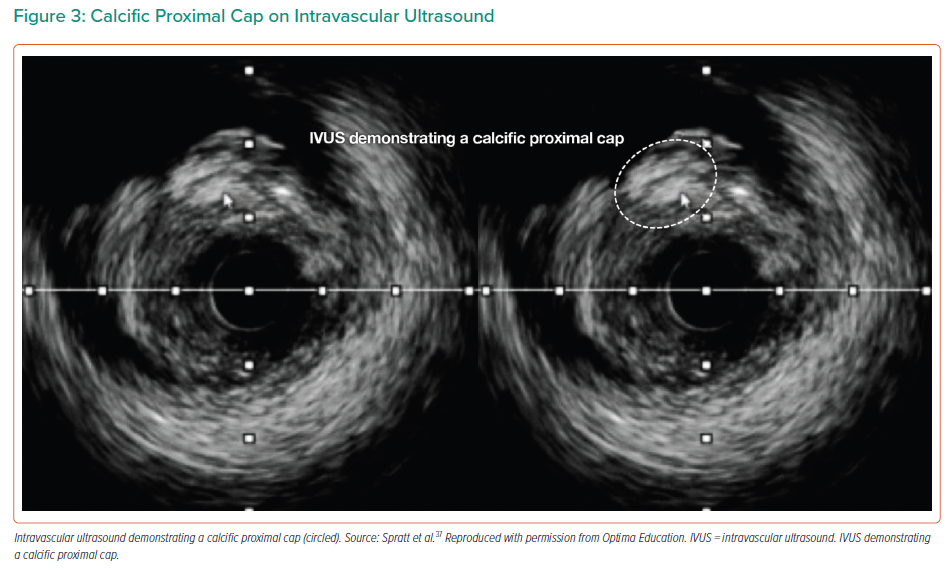 Figure 3: Calcific Proximal Cap on Intravascular Ultrasound
IVUS demonstrating a calcific proximal cap
Intravascular ultrasound demonstrating a calcific proximal cap (circled). Source: Spratt et al.³¹ Reproduced with permission from Optima Education. IVUS = intravascular ultrasound. IVUS demonstrating
a calcific proximal cap.